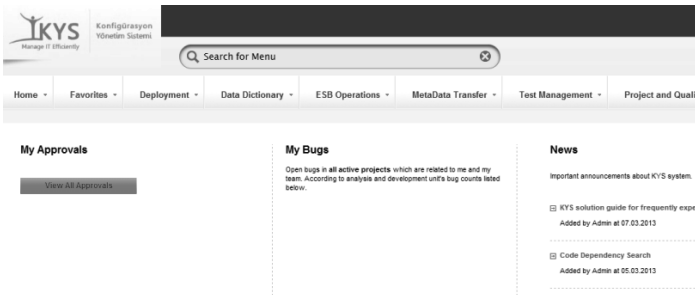 KYS
Manage IT Efficiently
Konfigürasyon
Yönetim Sistemi
Search for Menu
Home
Favorites
Deployment
Data Dictionary
ESB Operations
MetaData Transfer
Test Management
Project and Quali
My Approvals
View All Approvals
My Bugs
Open bugs in all active projects which are related to me and my
team. According to analysis and development unit's bug counts listed
below.
News
Important announcements about KYS system.
KYS solution guide for frequently expe
Added by Admin at 07.03.2013
Code Dependency Search
Added by Admin at 05.03.2013